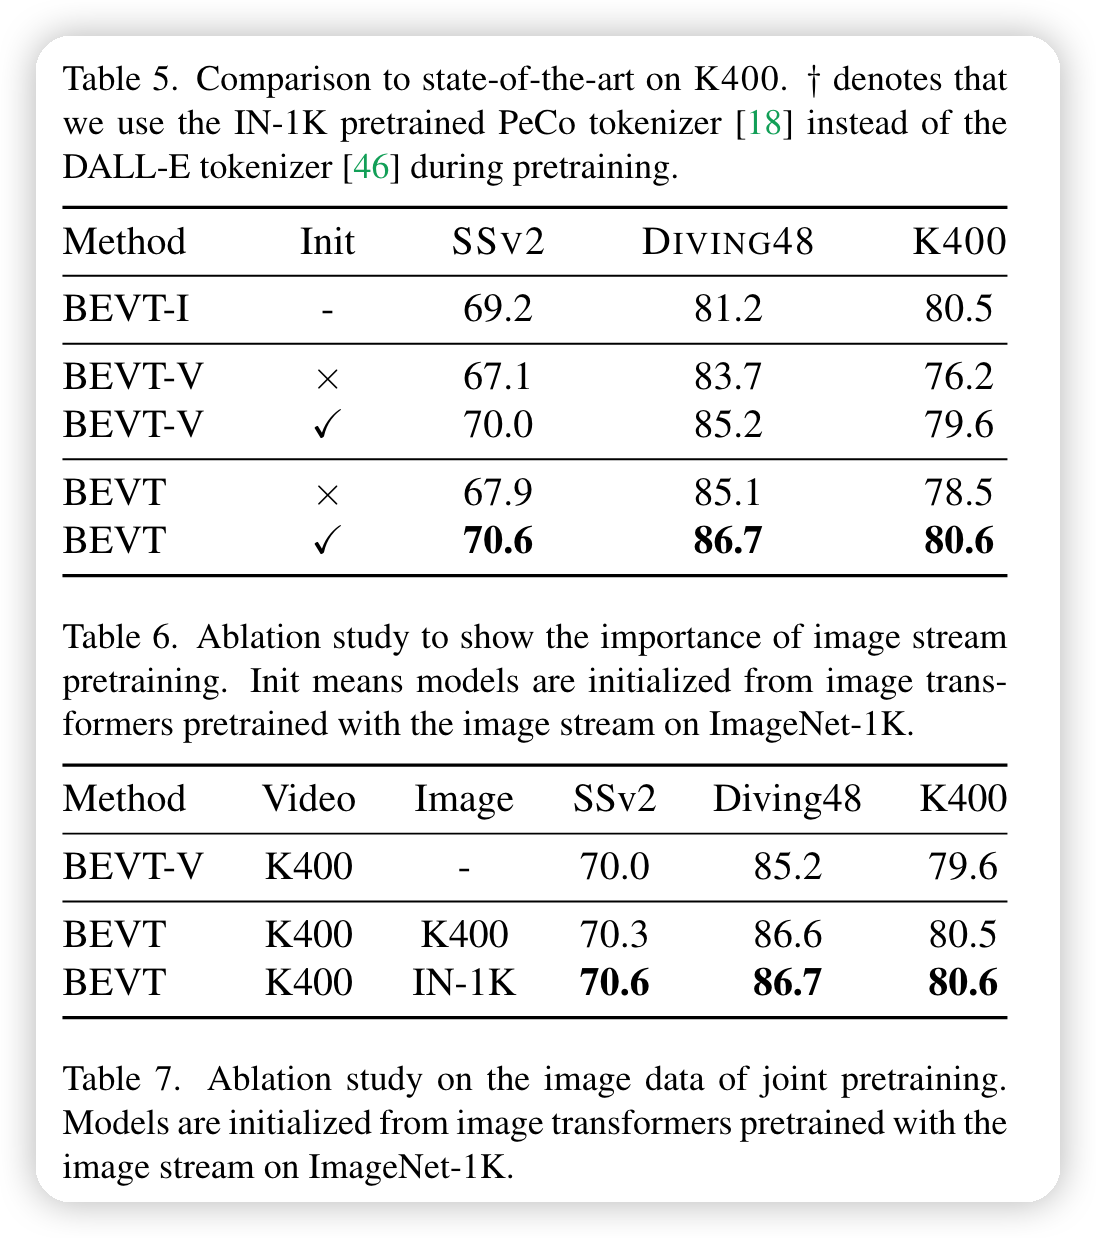 Table 5. Comparison to state-of-the-art on K400. † denotes that
we use the IN-1K pretrained PeCo tokenizer [18] instead of the
DALL-E tokenizer [46] during pretraining.
Method Init SSV2 DIVING48 K400
BEVT-I - 69.2 81.2 80.5
BEVT-V × 67.1 83.7 76.2
BEVT-V ✓ 70.0 85.2 79.6
BEVT × 67.9 85.1 78.5
BEVT ✓ 70.6 86.7 80.6
Table 6. Ablation study to show the importance of image stream
pretraining. Init means models are initialized from image trans-
formers pretrained with the image stream on ImageNet-1K.
Method Video Image SSv2 Diving48 K400
BEVT-V K400 - 70.0 85.2 79.6
BEVT K400 K400 70.3 86.6 80.5
BEVT K400 IN-1K 70.6 86.7 80.6
Table 7. Ablation study on the image data of joint pretraining.
Models are initialized from image transformers pretrained with the
image stream on ImageNet-1K.